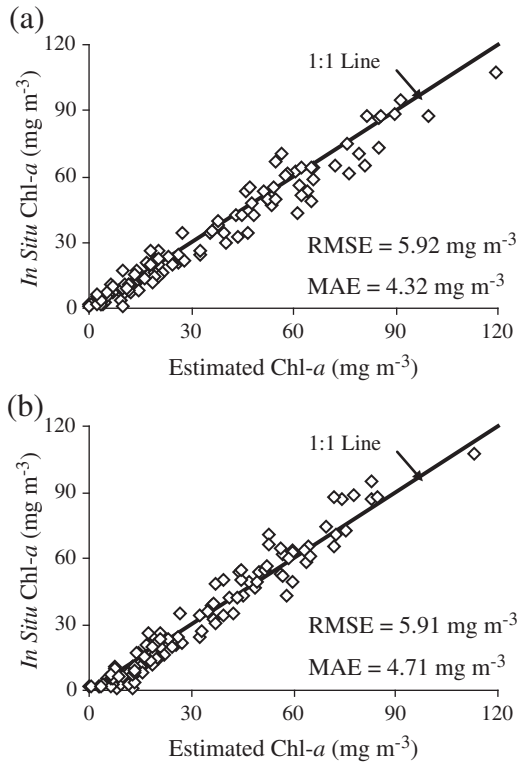 (a)
120
90
60
30
0
In Situ Chl-a (mg m-3)
1:1 Line
RMSE = 5.92 mg m-3
MAE = 4.32 mg m-3
0 30 60 90 120
Estimated Chl-a (mg m-3)
(b)
120
90
60
30
0
In Situ Chl-a (mg m-3)
1:1 Line
RMSE = 5.91 mg m-3
MAE = 4.71 mg m-3
0 30 60 90 120
Estimated Chl-a (mg m-3)